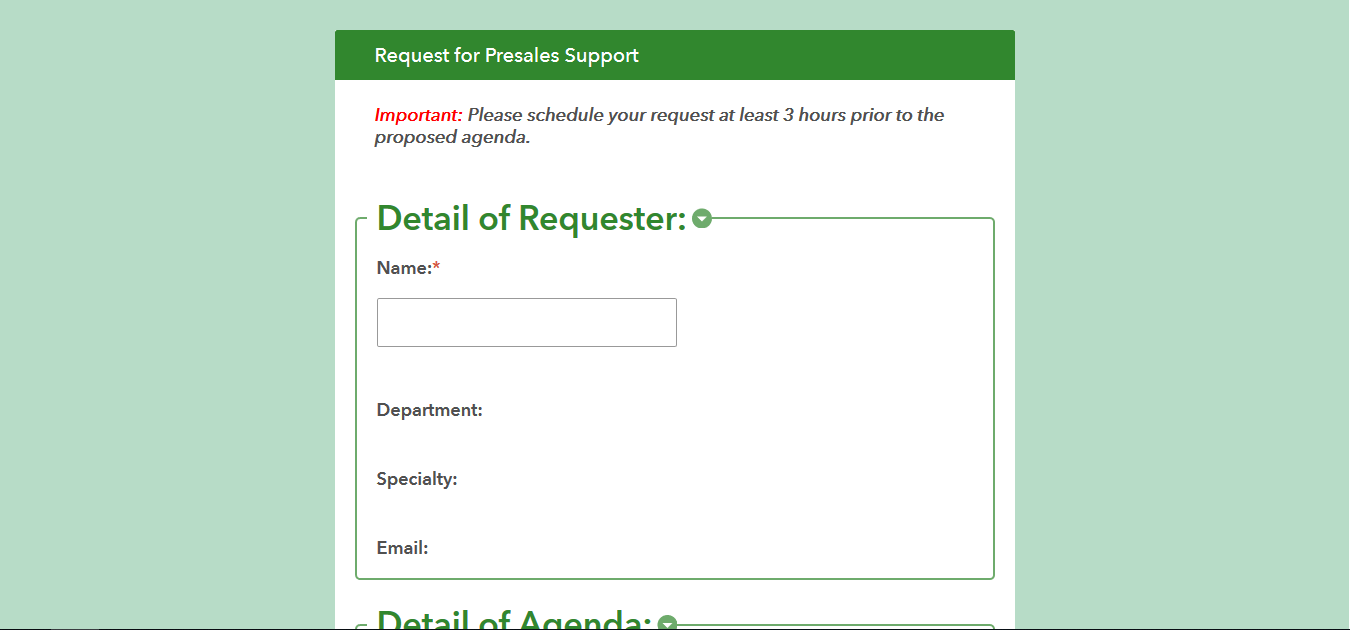 Request for Presales Support
Important: Please schedule your request at least 3 hours prior to the
proposed agenda.
Detail of Requester:
Name:*
Department:
Specialty:
Email:
Detail of Agenda: